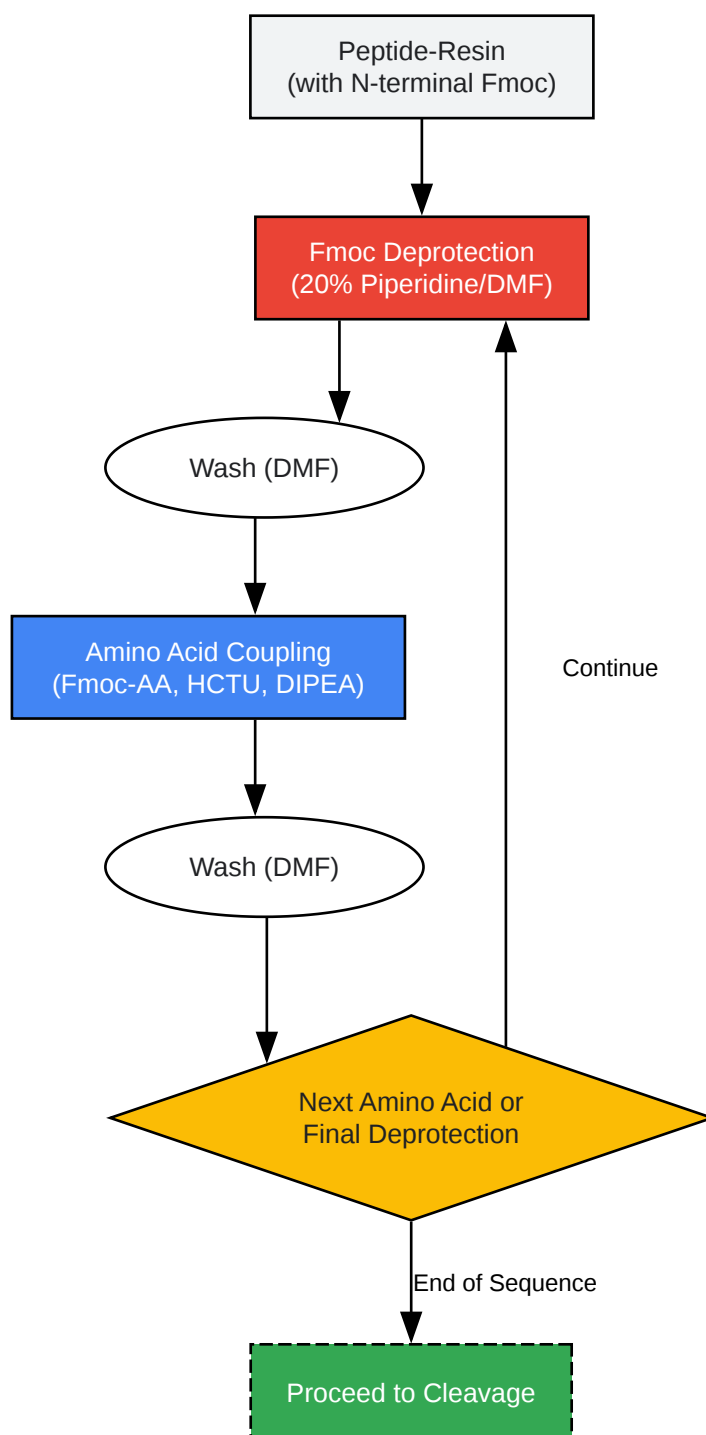 Peptide-Resin
(with N-terminal Fmoc)
Fmoc Deprotection
(20% Piperidine/DMF)
Wash (DMF)
Amino Acid Coupling
(Fmoc-AA, HCTU, DIPEA)
Continue
Wash (DMF)
Next Amino Acid or
Final Deprotection
End of Sequence
Proceed to Cleavage